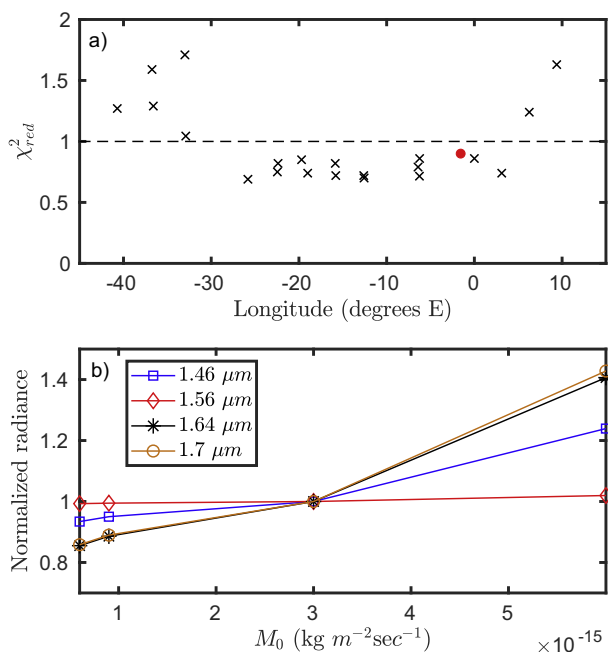 a)
2
1.5
1
0.5
0
χ²red
-40 -30 -20 -10 0 10
Longitude (degrees E)
b)
1.46 µm
1.56 µm
1.64 µm
1.7 µm
1.4
1.2
1
0.8
Normalized radiance
1 2 3 4 5
M₀ (kg m⁻²sec⁻¹)
×10⁻¹⁵